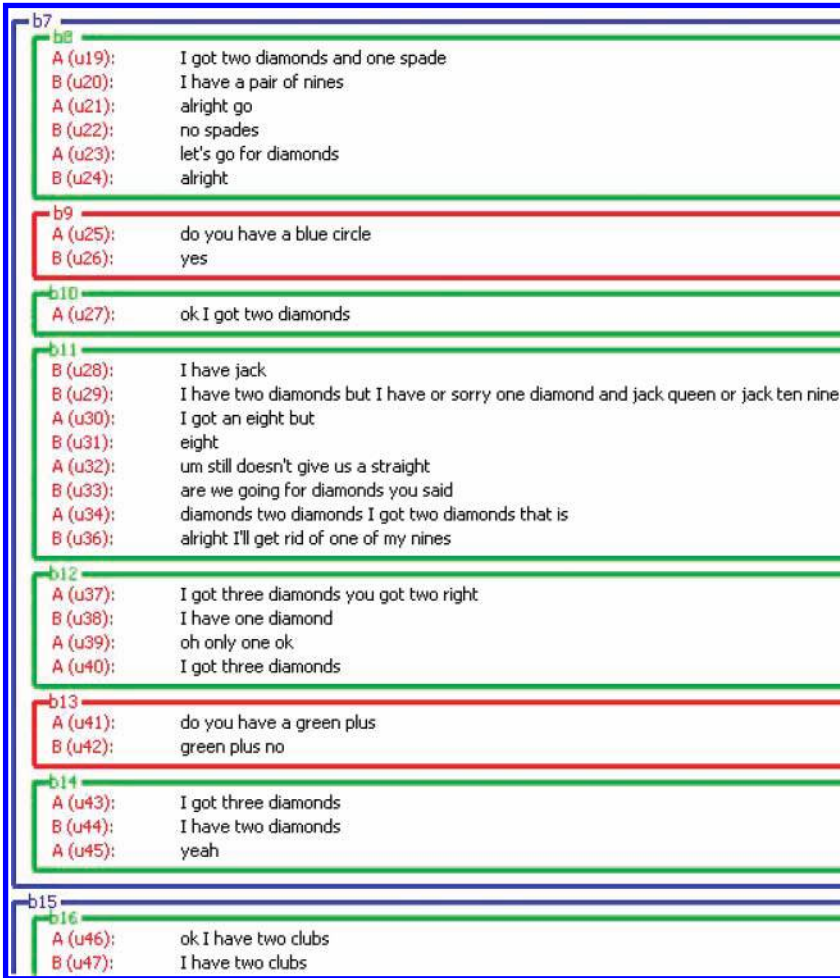 b7
b8
A (u19): I got two diamonds and one spade
B (u20): I have a pair of nines
A (u21): alright go
B (u22): no spades
A (u23): let's go for diamonds
B (u24): alright
b9
A (u25): do you have a blue circle
B (u26): yes
b10
A (u27): ok I got two diamonds
b11
B (u28): I have jack
B (u29): I have two diamonds but I have or sorry one diamond and jack queen or jack ten nine
A (u30): I got an eight but
B (u31): eight
A (u32): um still doesn't give us a straight
B (u33): are we going for diamonds you said
A (u34): diamonds two diamonds I got two diamonds that is
B (u36): alright I'll get rid of one of my nines
b12
A (u37): I got three diamonds you got two right
B (u38): I have one diamond
A (u39): oh only one ok
A (u40): I got three diamonds
b13
A (u41): do you have a green plus
B (u42): green plus no
b14
A (u43): I got three diamonds
B (u44): I have two diamonds
A (u45): yeah
b15
b16
A (u46): ok I have two clubs
B (u47): I have two clubs